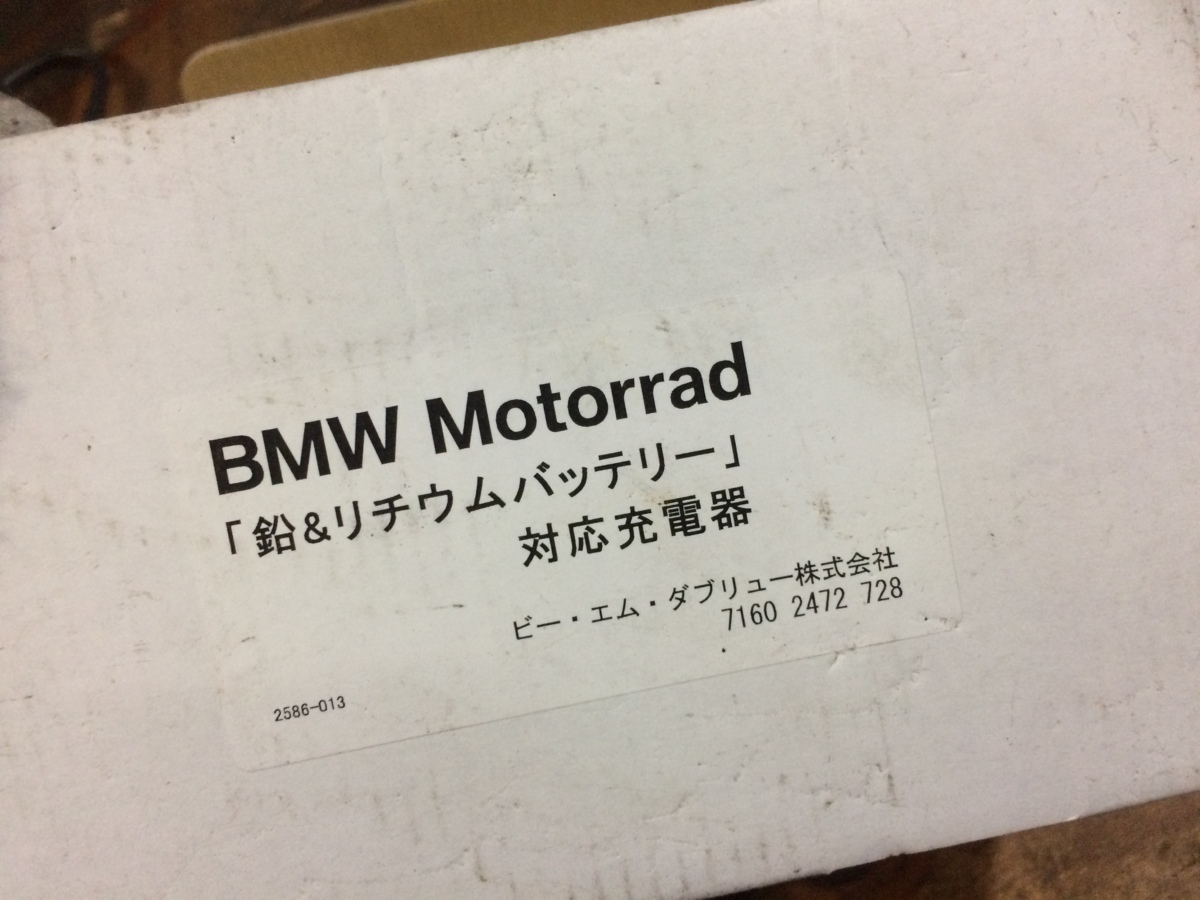 BMW Motorrad
「鉛&リチウムバッテリー」
対応充電器
ビー・エム・ダブリュー株式会社
7160 2472 728
2586-013